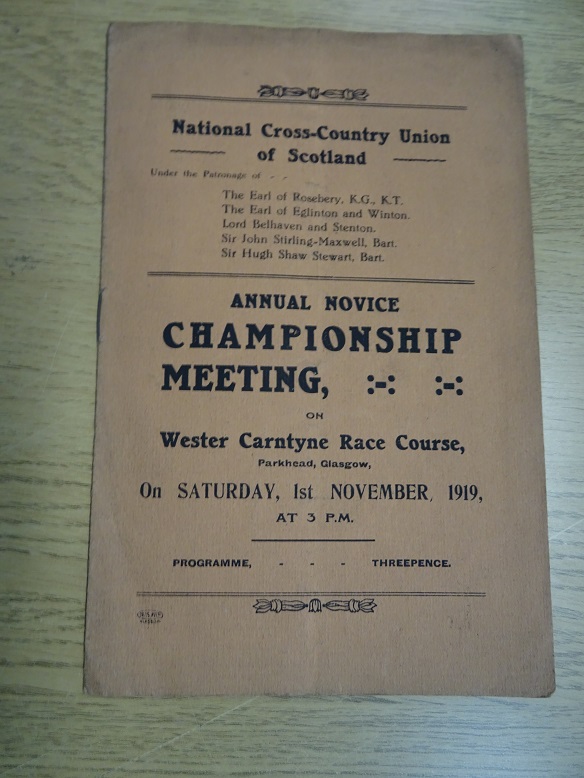 National Cross-Country Union
of Scotland
Under the Patronage of - -
The Earl of Rosebery, K.G., K.T.
The Earl of Eglinton and Winton.
Lord Belhaven and Stenton.
Sir John Stirling-Maxwell, Bart.
Sir Hugh Shaw Stewart, Bart.
ANNUAL NOVICE
CHAMPIONSHIP
MEETING,
ON
Wester Carntyne Race Course,
Parkhead, Glasgow,
On SATURDAY, 1st NOVEMBER, 1919,
AT 3 P.M.
PROGRAMME, - - - THREEPENCE.